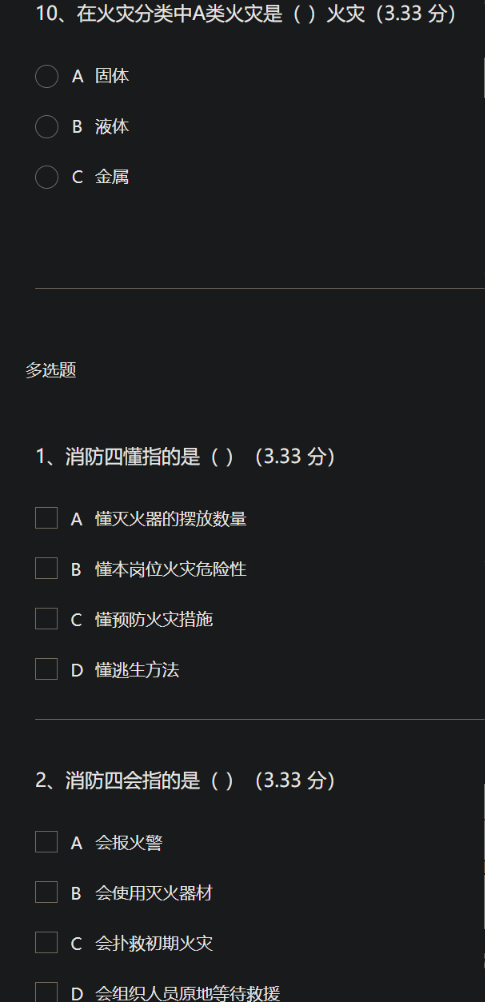 10、在火灾分类中A类火灾是（ ）火灾（3.33 分）
A 固体
B 液体
C 金属
多选题
1、消防四懂指的是（ ）（3.33 分）
A 懂灭火器的摆放数量
B 懂本岗位火灾危险性
C 懂预防火灾措施
D 懂逃生方法
2、消防四会指的是（ ）（3.33 分）
A 会报火警
B 会使用灭火器材
C 会扑救初期火灾
D 会组织人员原地等待救援